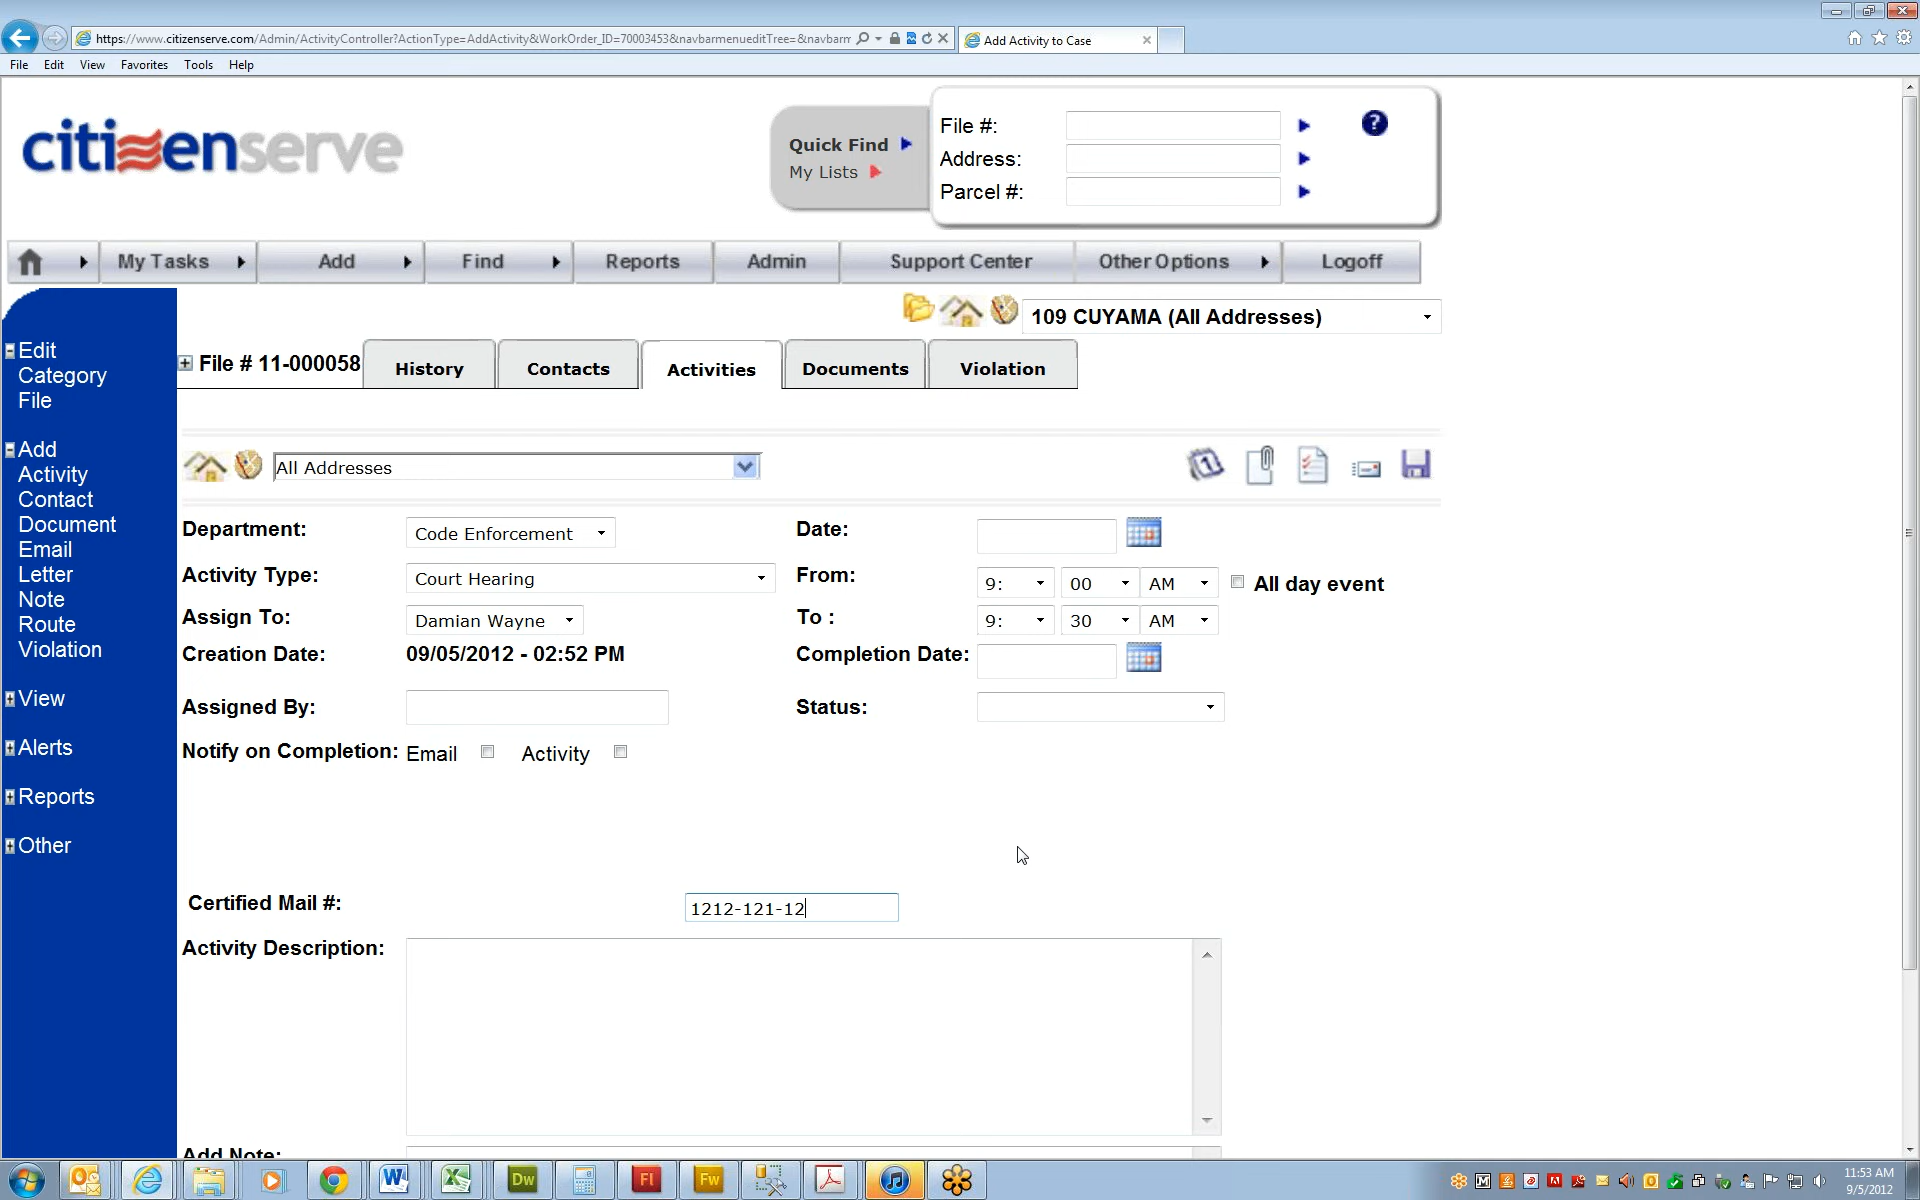 https://www.citizenserve.com/Admin/ActivityController?ActionType=AddActivity&WorkOrder_ID=70003453&navbarmenueditTree=&navbarm
Add Activity to Case
File Edit View Favorites Tools Help
citizenserve
Quick Find
My Lists
File #:
Address:
Parcel #:
?
My Tasks Add Find Reports Admin Support Center Other Options Logoff
109 CUYAMA (All Addresses)
File # 11-000058 History Contacts Activities Documents Violation
Edit
Category
File
Add
Activity
Contact
Document
Email
Letter
Note
Route
Violation
View
Alerts
Reports
Other
All Addresses
Department: Code Enforcement Date:
Activity Type: Court Hearing From: 9: 00 AM All day event
Assign To: Damian Wayne To : 9: 30 AM
Creation Date: 09/05/2012 - 02:52 PM Completion Date:
Assigned By: Status:
Notify on Completion: Email Activity
Certified Mail #: 1212-121-12
Activity Description:
Add Note:
Dw Fl Fw
11:53 AM
9/5/2012